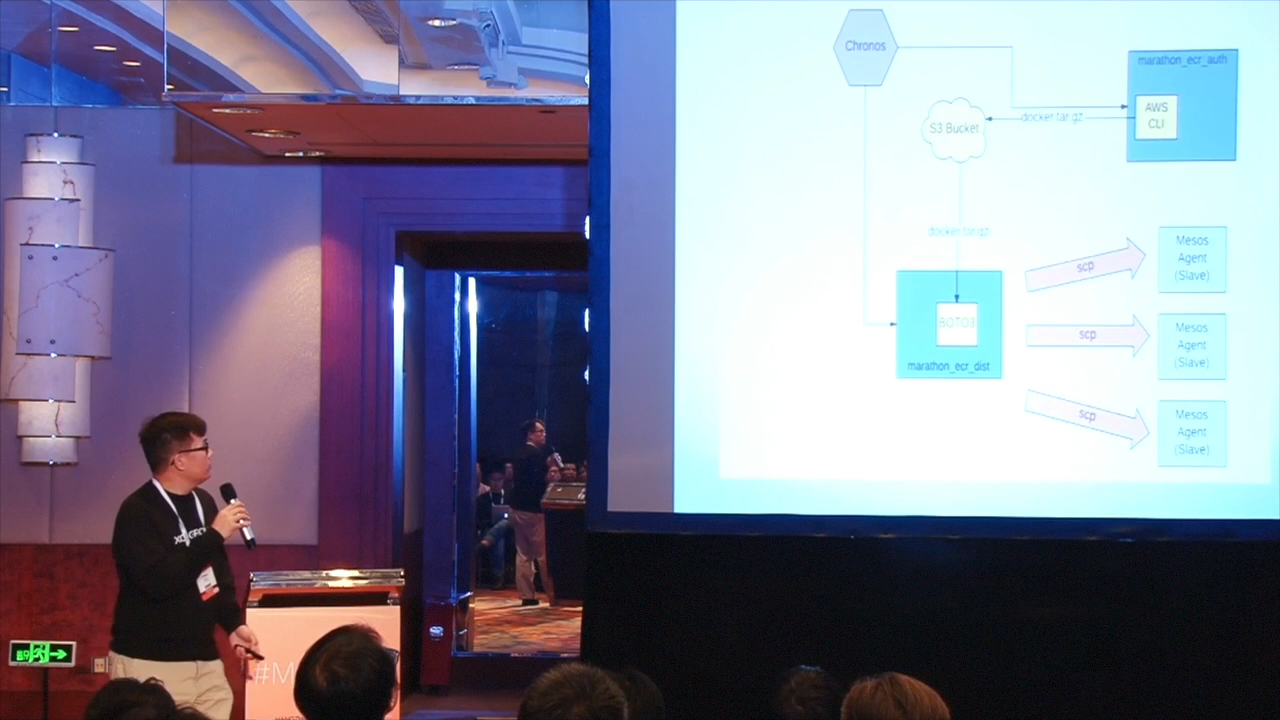 Chronos
marathon_ecr_auth
AWS
CLI
docker.tar.gz
S3 Bucket
docker.tar.gz
BOTO3
marathon_ecr_dist
scp
scp
scp
Mesos
Agent
(Slave)
Mesos
Agent
(Slave)
Mesos
Agent
(Slave)
#M